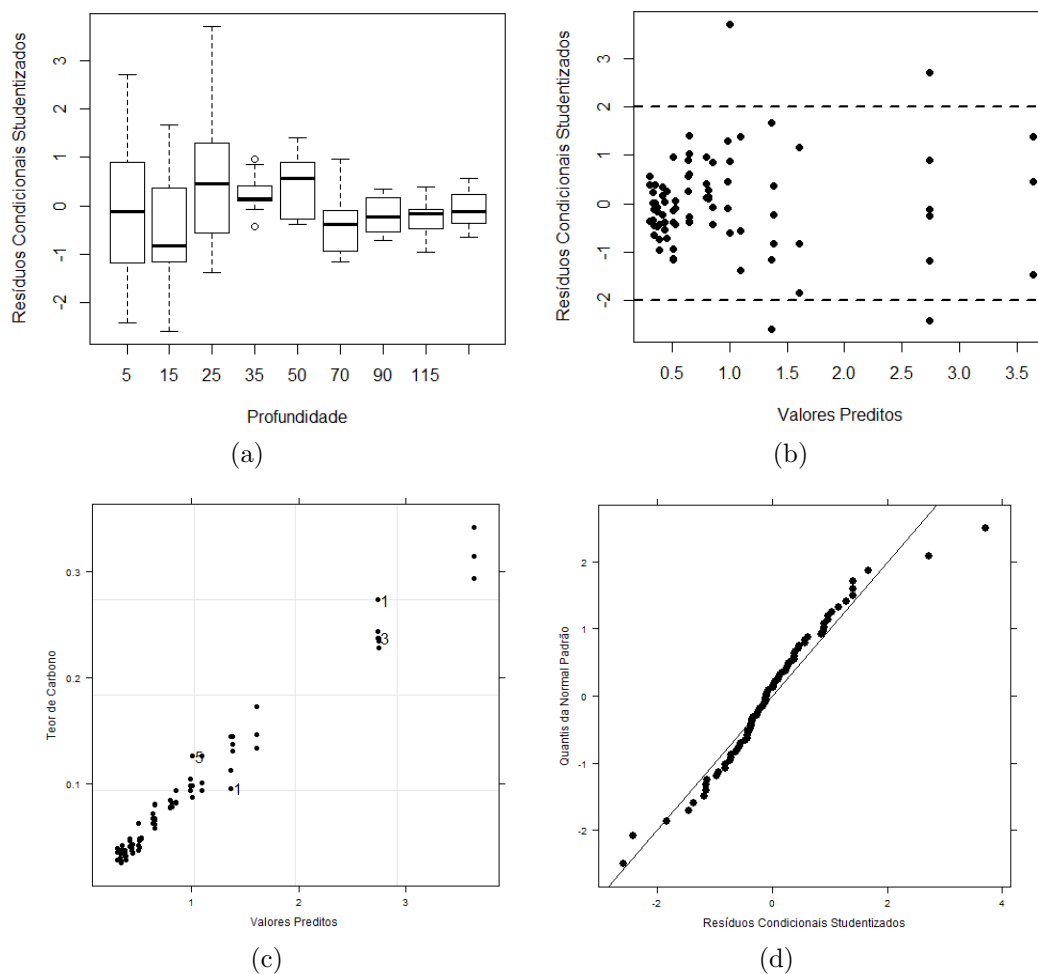 Resíduos Condicionais Studentizados
3
2
1
0
-1
-2
5 15 25 35 50 70 90 115
Profundidade
(a)
Resíduos Condicionais Studentizados
3
2
1
0
-1
-2
0.5 1.0 1.5 2.0 2.5 3.0 3.5
Valores Preditos
(b)
Teor de Carbono
0.3
0.2
0.1
1
3
5
1
1 2 3
Valores Preditos
(c)
Quantis da Normal Padrão
2
1
0
-1
-2
-2 0 2 4
Resíduos Condicionais Studentizados
(d)